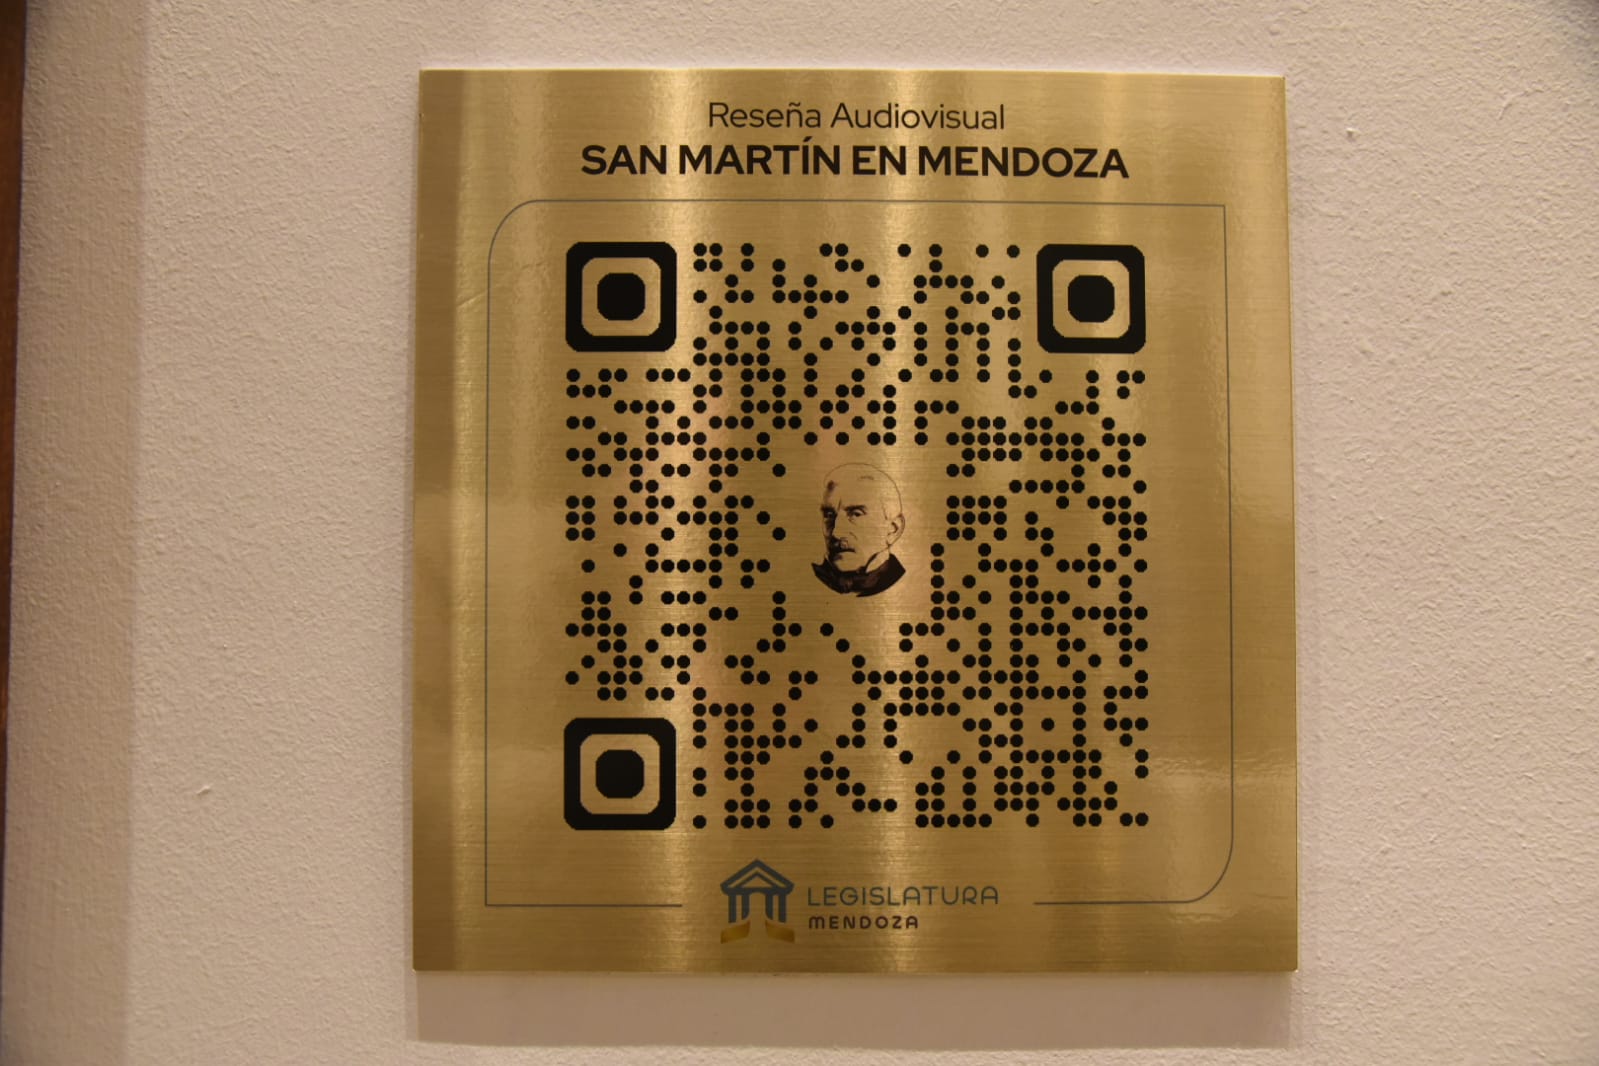 Reseña Audiovisual
SAN MARTÍN EN MENDOZA
LEGISLATURA
MENDOZA